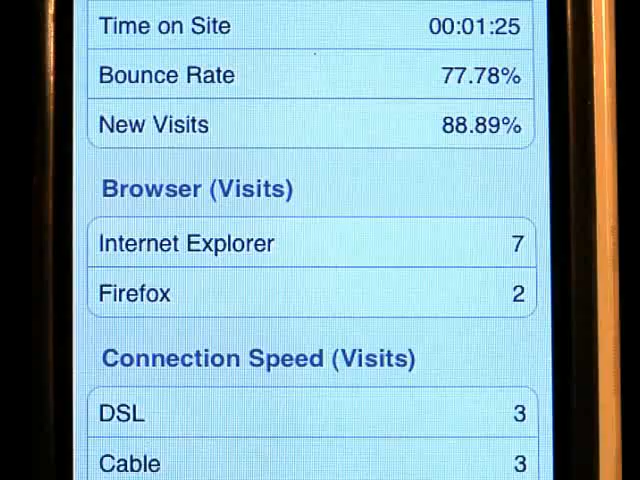 Time on Site 00:01:25
Bounce Rate 77.78%
New Visits 88.89%
Browser (Visits)
Internet Explorer 7
Firefox 2
Connection Speed (Visits)
DSL 3
Cable 3